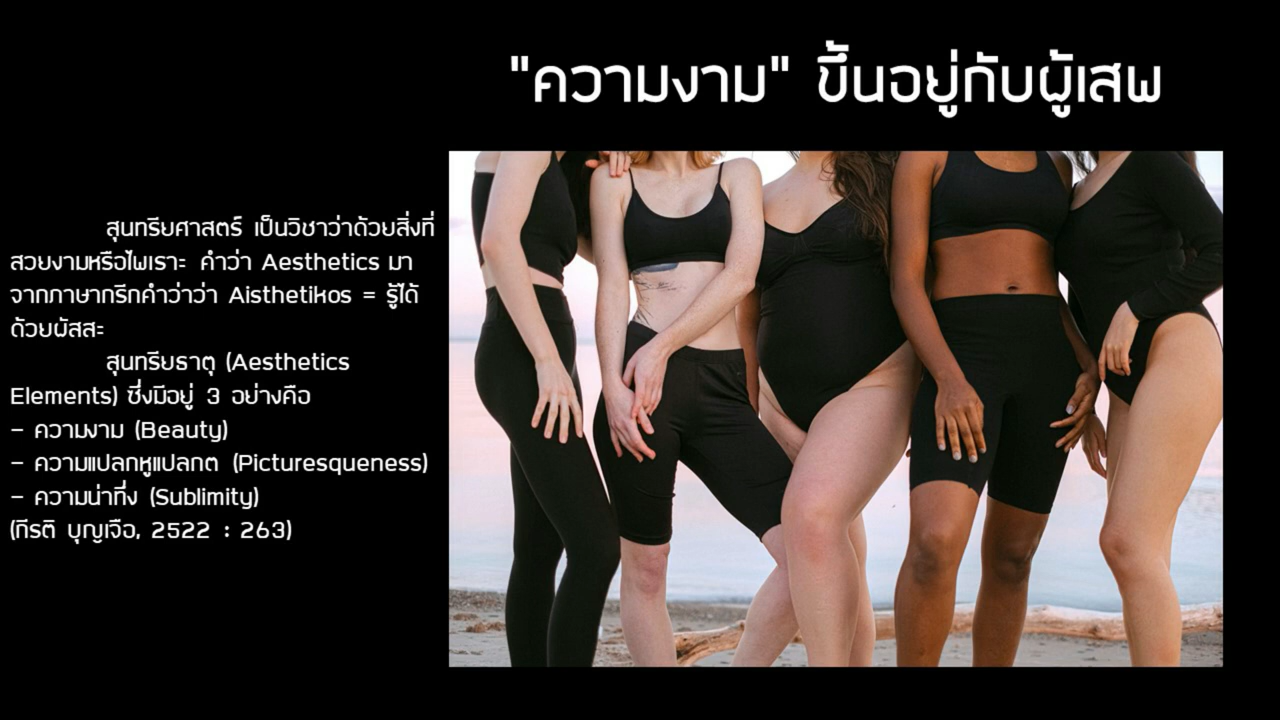 "ความงาม" ขึ้นอยู่กับผู้เสพ
สุนทรียศาสตร์ เป็นวิชาว่าด้วยสิ่งที่
สวยงามหรือไพเราะ คำว่า Aesthetics มา
จากภาษากรีกคำว่าว่า Aisthetikos = รู้ได้
ด้วยผัสสะ
สุนทรียธาตุ (Aesthetics
Elements) ซึ่งมีอยู่ 3 อย่างคือ
- ความงาม (Beauty)
- ความแปลกหูแปลกต (Picturesqueness)
- ความน่าทึ่ง (Sublimity)
(กีรติ บุญเจือ, 2522 : 263)